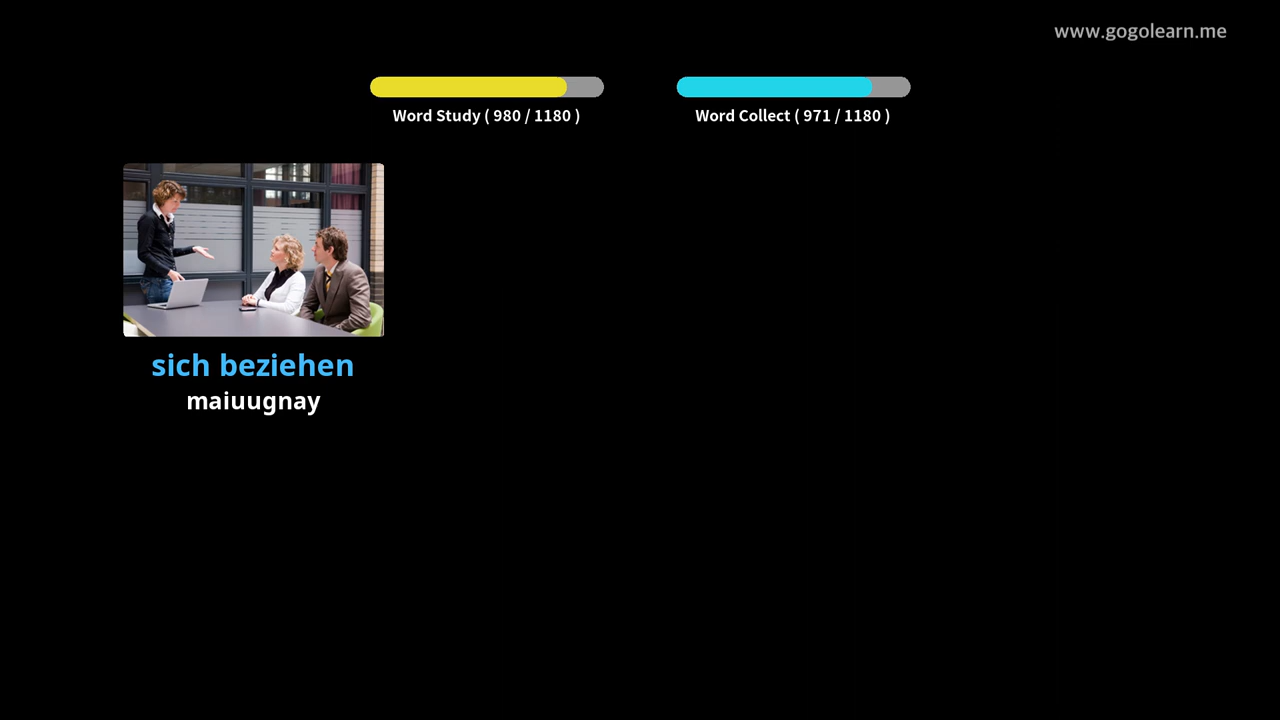 www.gogolearn.me
Word Study ( 980 / 1180 )
Word Collect ( 971 / 1180 )
sich beziehen
maiuugnay